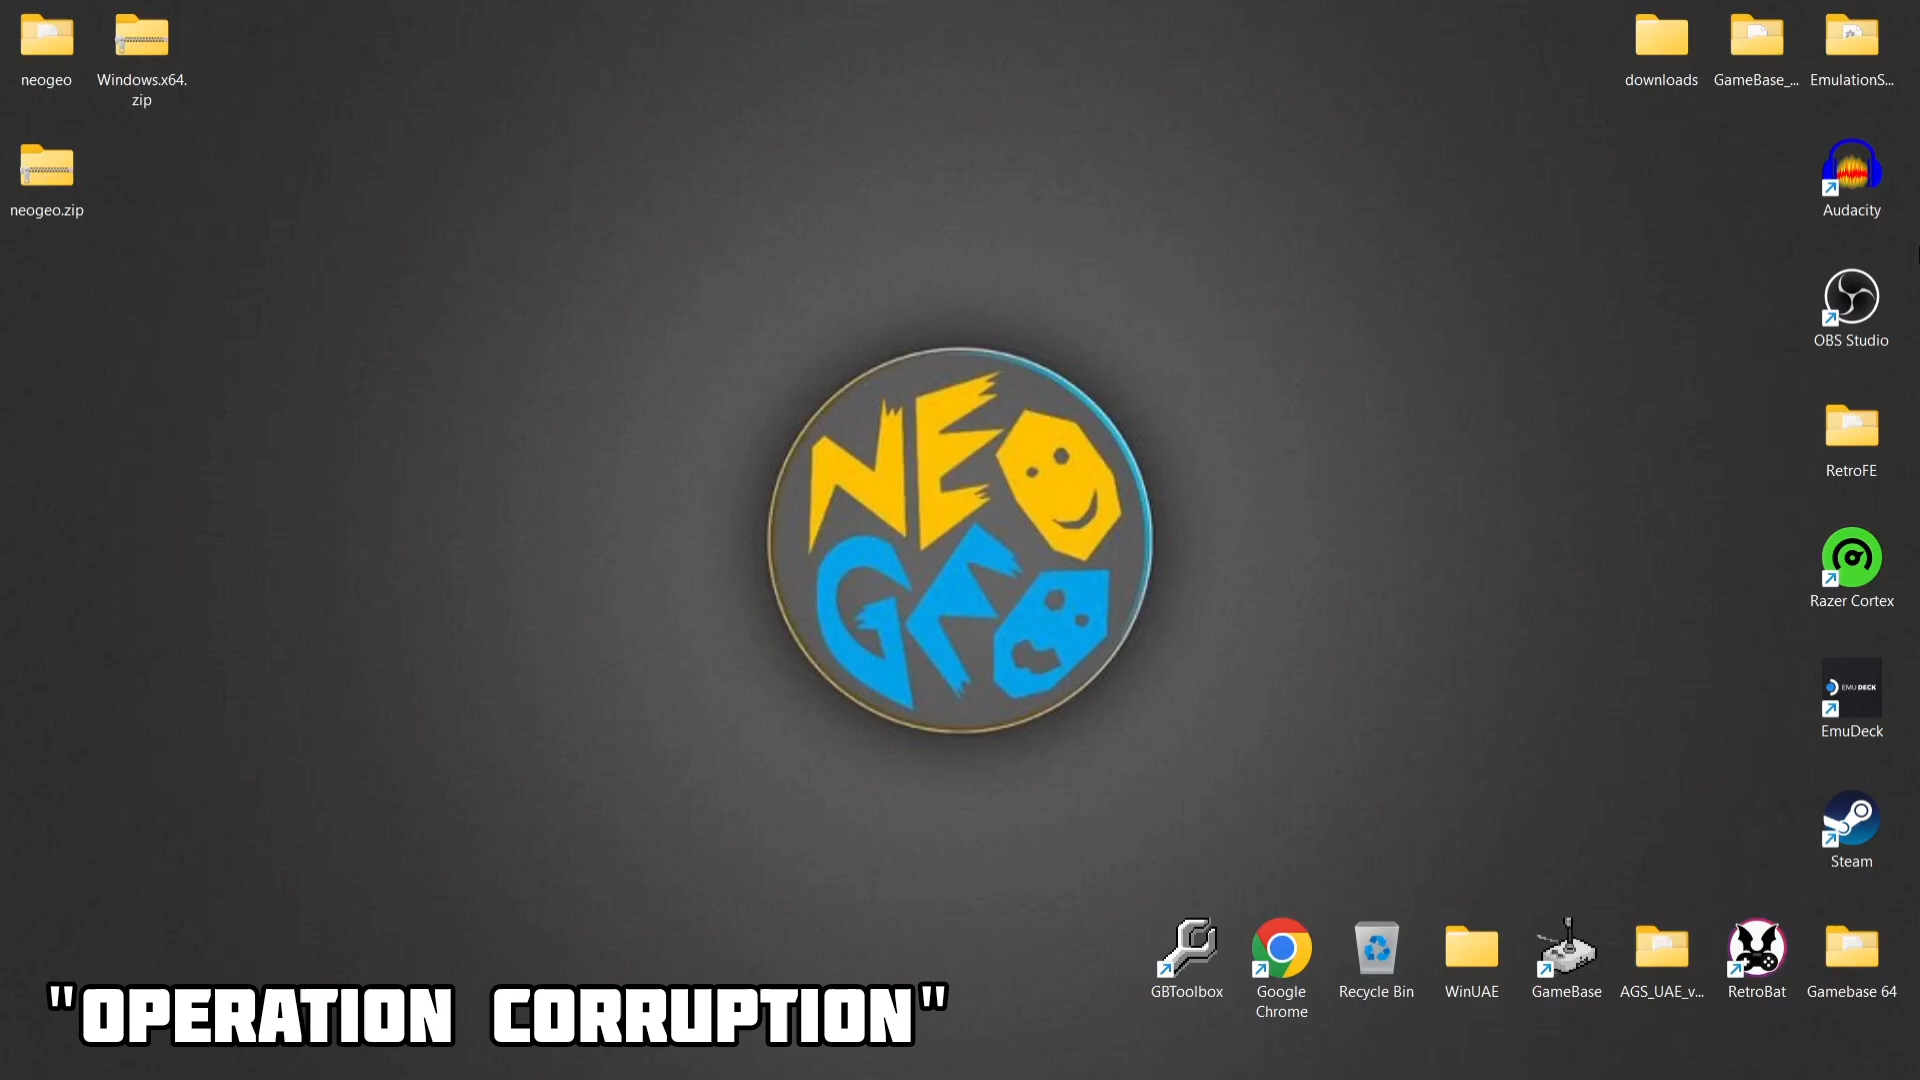 neogeo
Windows.x64.
zip
downloads
GameBase_...
EmulationS...
neogeo.zip
Audacity
OBS Studio
NEO
GEO
RetroFE
Razer Cortex
EMUDECK
EmuDeck
Steam
GBToolbox
Google
Chrome
Recycle Bin
WinUAE
GameBase
AGS_UAE_v...
RetroBat
Gamebase 64
"OPERATION CORRUPTION"